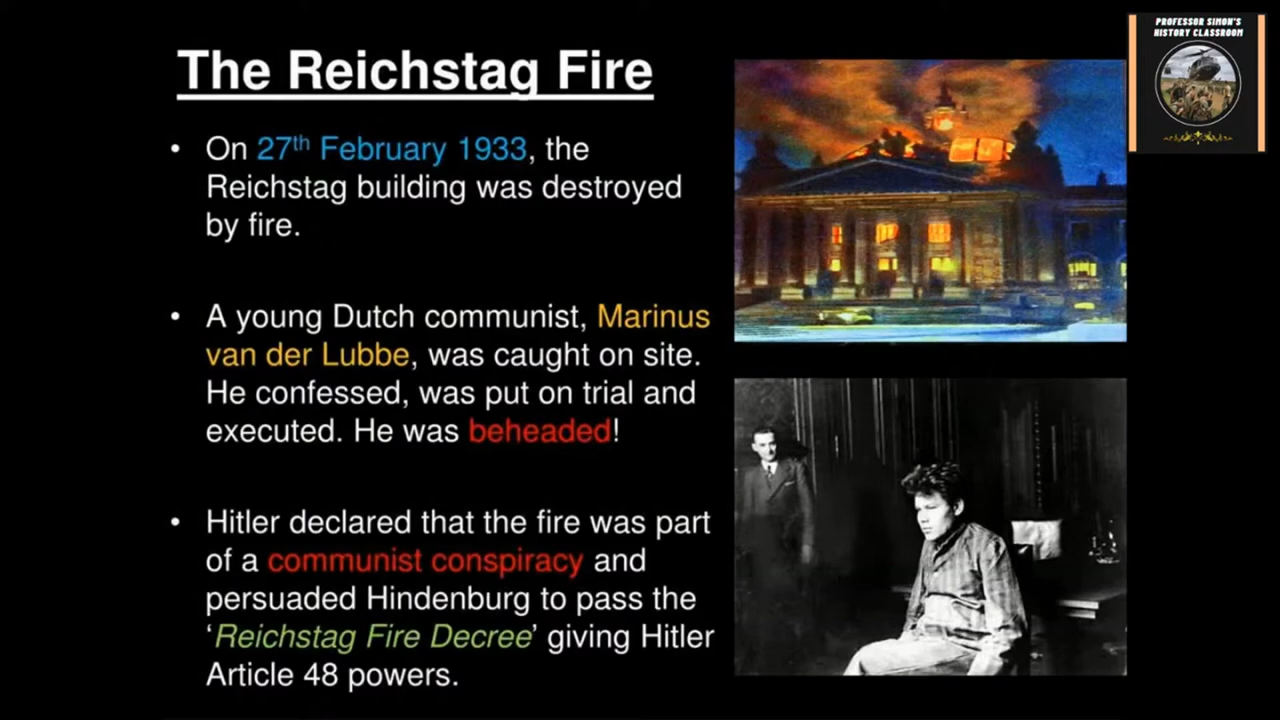 The Reichstag Fire
• On 27th February 1933, the
Reichstag building was destroyed
by fire.
• A young Dutch communist, Marinus
van der Lubbe, was caught on site.
He confessed, was put on trial and
executed. He was beheaded!
• Hitler declared that the fire was part
of a communist conspiracy and
persuaded Hindenburg to pass the
‘Reichstag Fire Decree’ giving Hitler
Article 48 powers.
PROFESSOR SIMON'S
HISTORY CLASSROOM